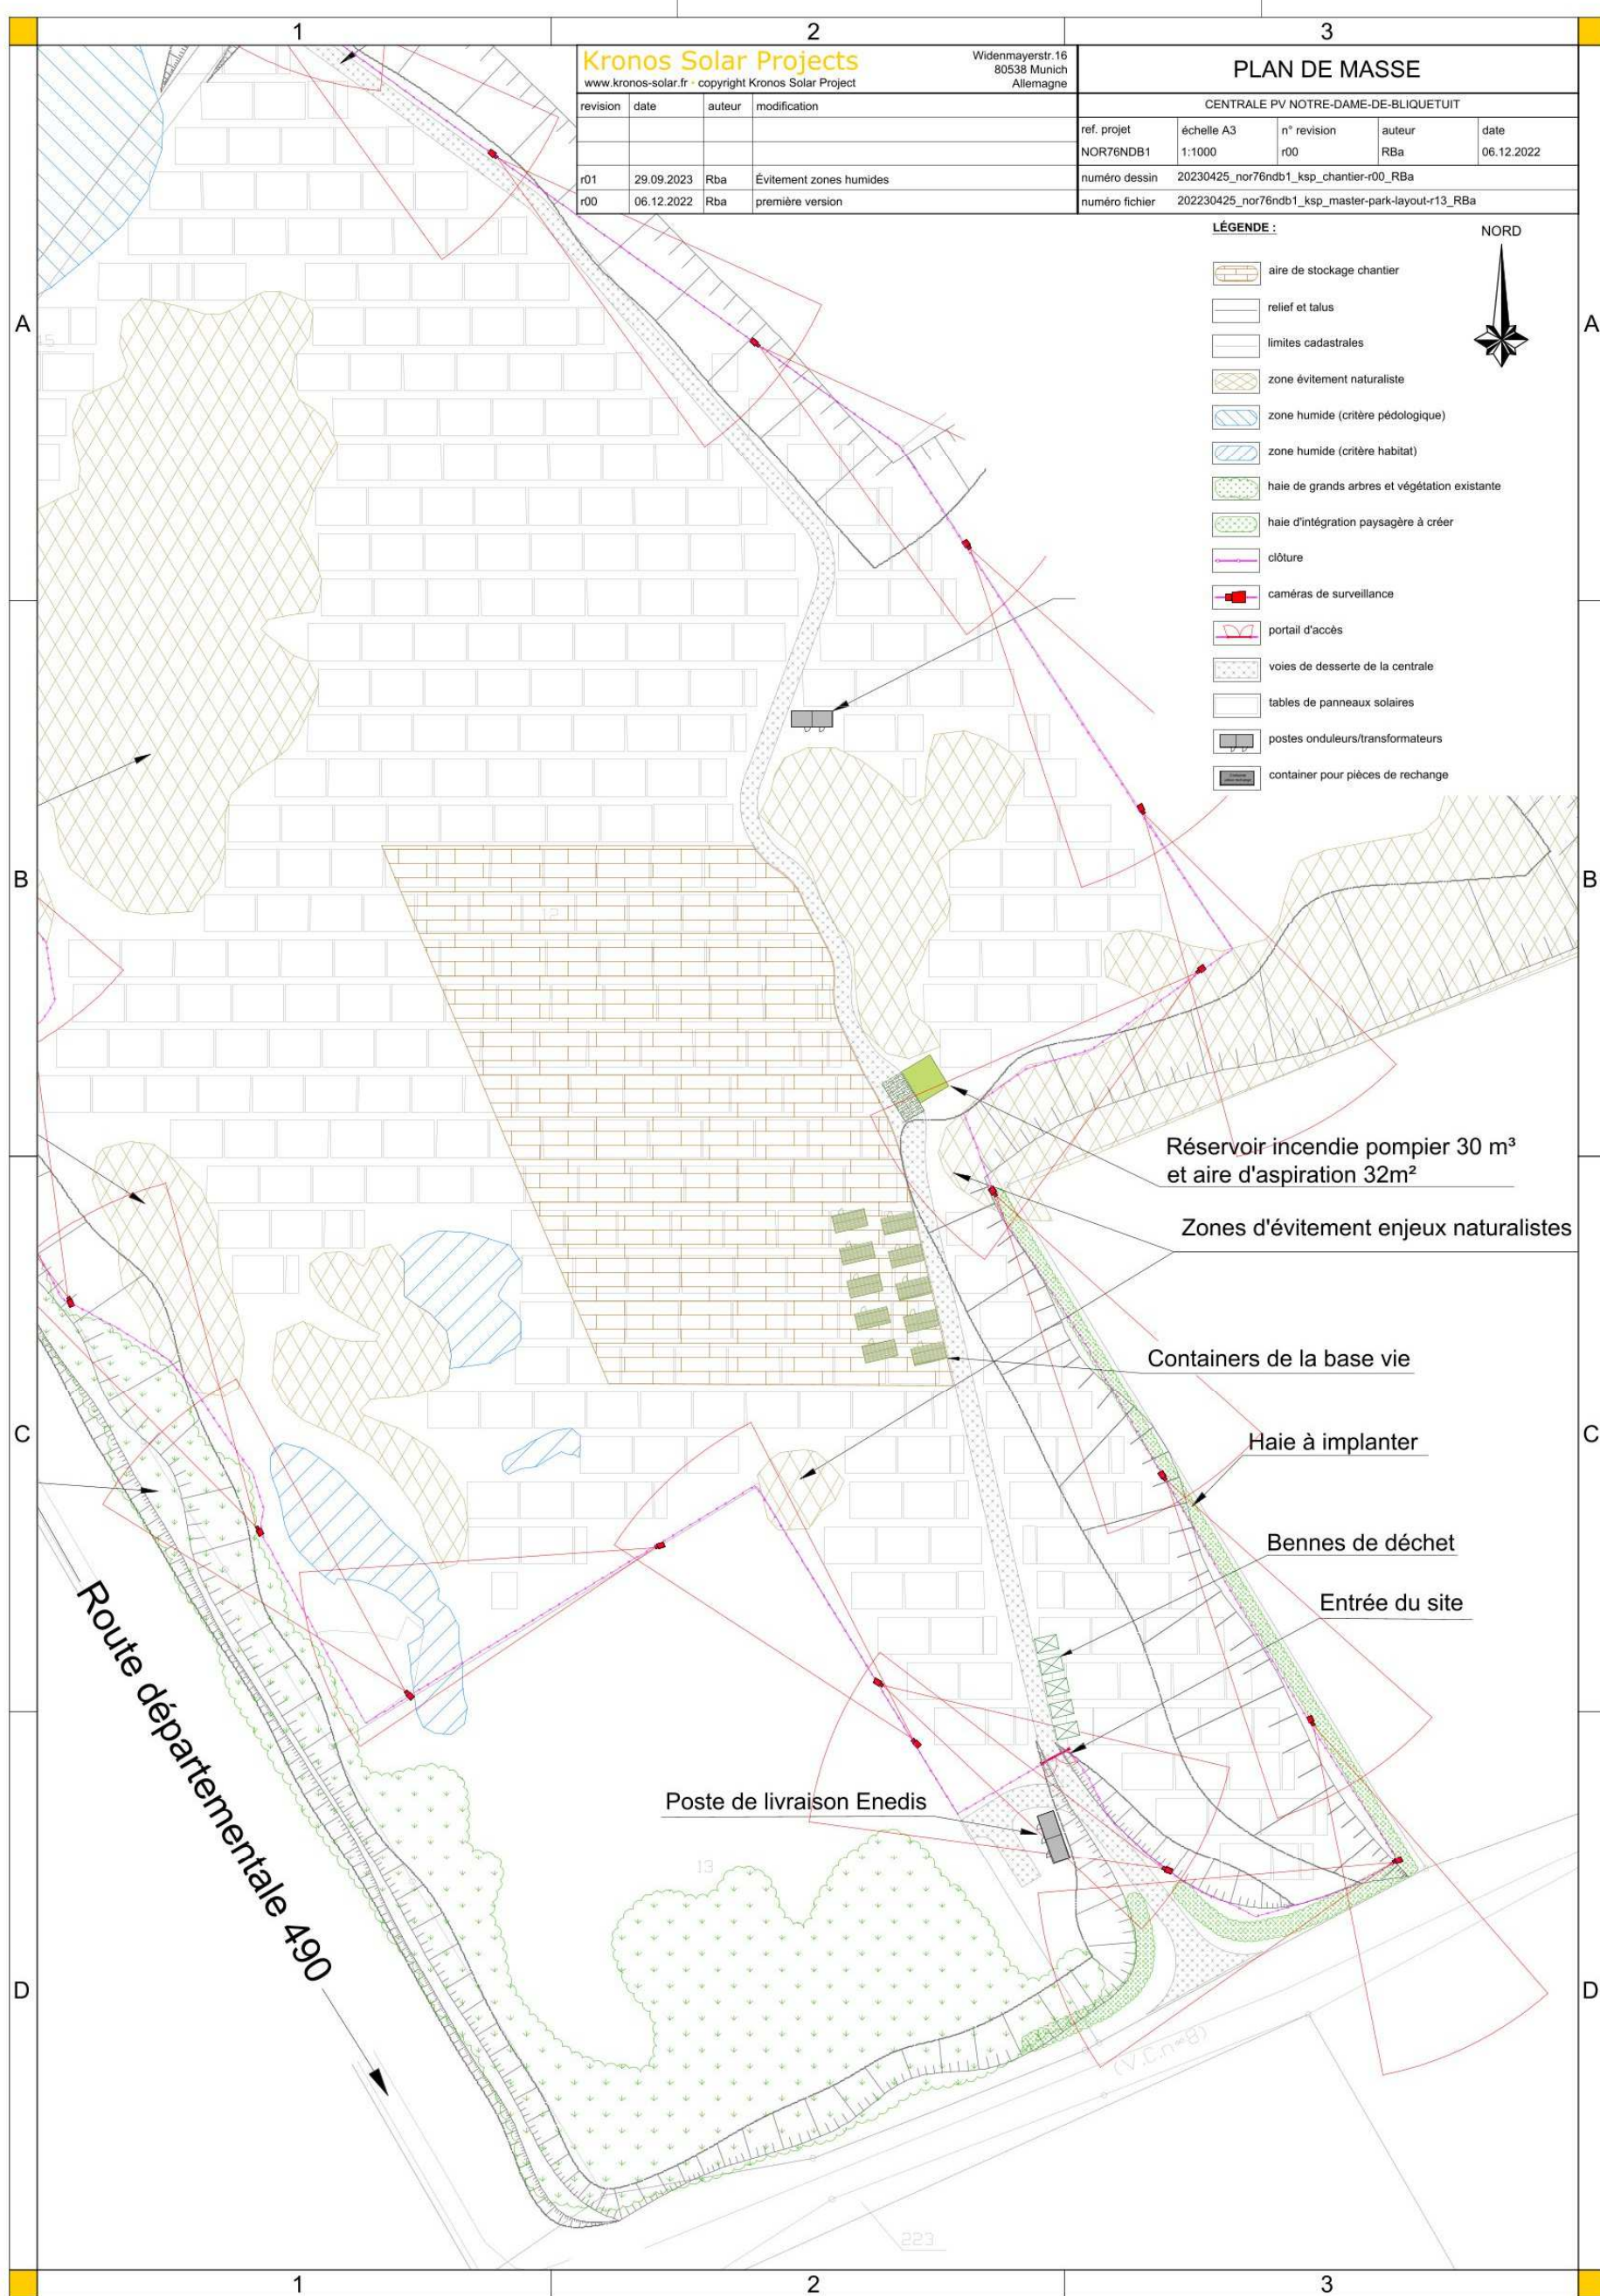 1
2
3
Kronos Solar Projects
www.kronos-solar.fr - copyright Kronos Solar Project
Widenmayerstr.16
80538 Munich
Allemagne
revision date auteur modification
r01 29.09.2023 Rba Évitement zones humides
r00 06.12.2022 Rba première version
PLAN DE MASSE
CENTRALE PV NOTRE-DAME-DE-BLIQUETUIT
ref. projet échelle A3 n° revision auteur date
NOR76NDB1 1:1000 r00 RBa 06.12.2022
numéro dessin 20230425_nor76ndb1_ksp_chantier-r00_RBa
numéro fichier 202230425_nor76ndb1_ksp_master-park-layout-r13_RBa
LÉGENDE :
NORD
aire de stockage chantier
relief et talus
limites cadastrales
zone évitement naturaliste
zone humide (critère pédologique)
zone humide (critère habitat)
haie de grands arbres et végétation existante
haie d'intégration paysagère à créer
clôture
caméras de surveillance
portail d'accès
voies de desserte de la centrale
tables de panneaux solaires
postes onduleurs/transformateurs
container pour pièces de rechange
A
A
B
B
12
Réservoir incendie pompier 30 m³
et aire d'aspiration 32m²
Zones d'évitement enjeux naturalistes
Containers de la base vie
C
C
Haie à implanter
Bennes de déchet
Entrée du site
Route départementale 490
Poste de livraison Enedis
13
D
D
(V.C.n°8)
223
1
2
3